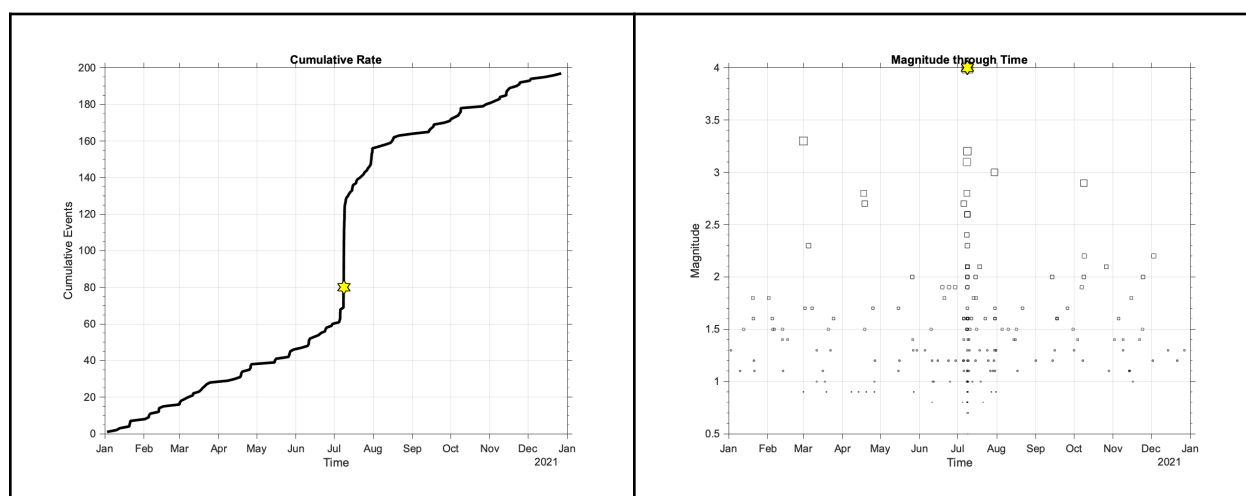 Cumulative Rate
200
180
160
140
120
100
80
60
40
20
0
Cumulative Events
Jan Feb Mar Apr May Jun Jul Aug Sep Oct Nov Dec Jan
Time
2021
Magnitude through Time
4
3.5
3
2.5
2
1.5
1
0.5
Magnitude
Jan Feb Mar Apr May Jun Jul Aug Sep Oct Nov Dec Jan
Time
2021